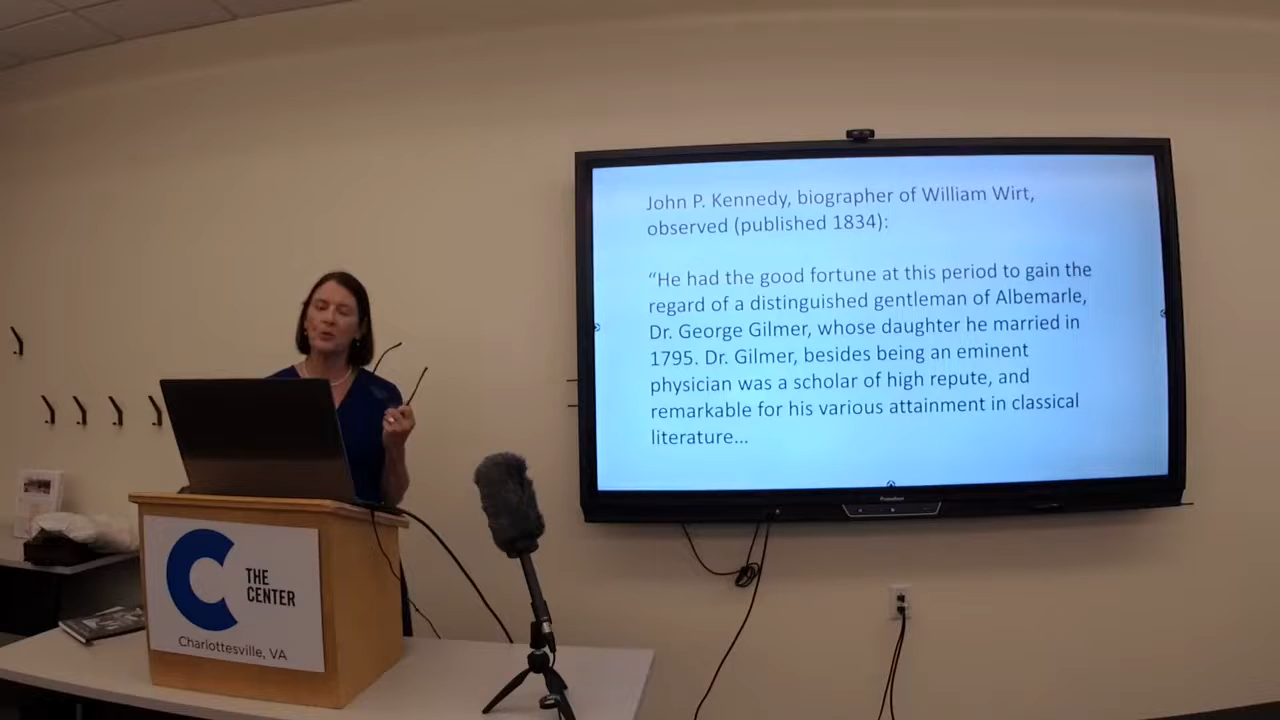 John P. Kennedy, biographer of William Wirt,
observed (published 1834):
“He had the good fortune at this period to gain the
regard of a distinguished gentleman of Albemarle,
Dr. George Gilmer, whose daughter he married in
1795. Dr. Gilmer, besides being an eminent
physician was a scholar of high repute, and
remarkable for his various attainment in classical
literature...
THE
CENTER
Charlottesville, VA